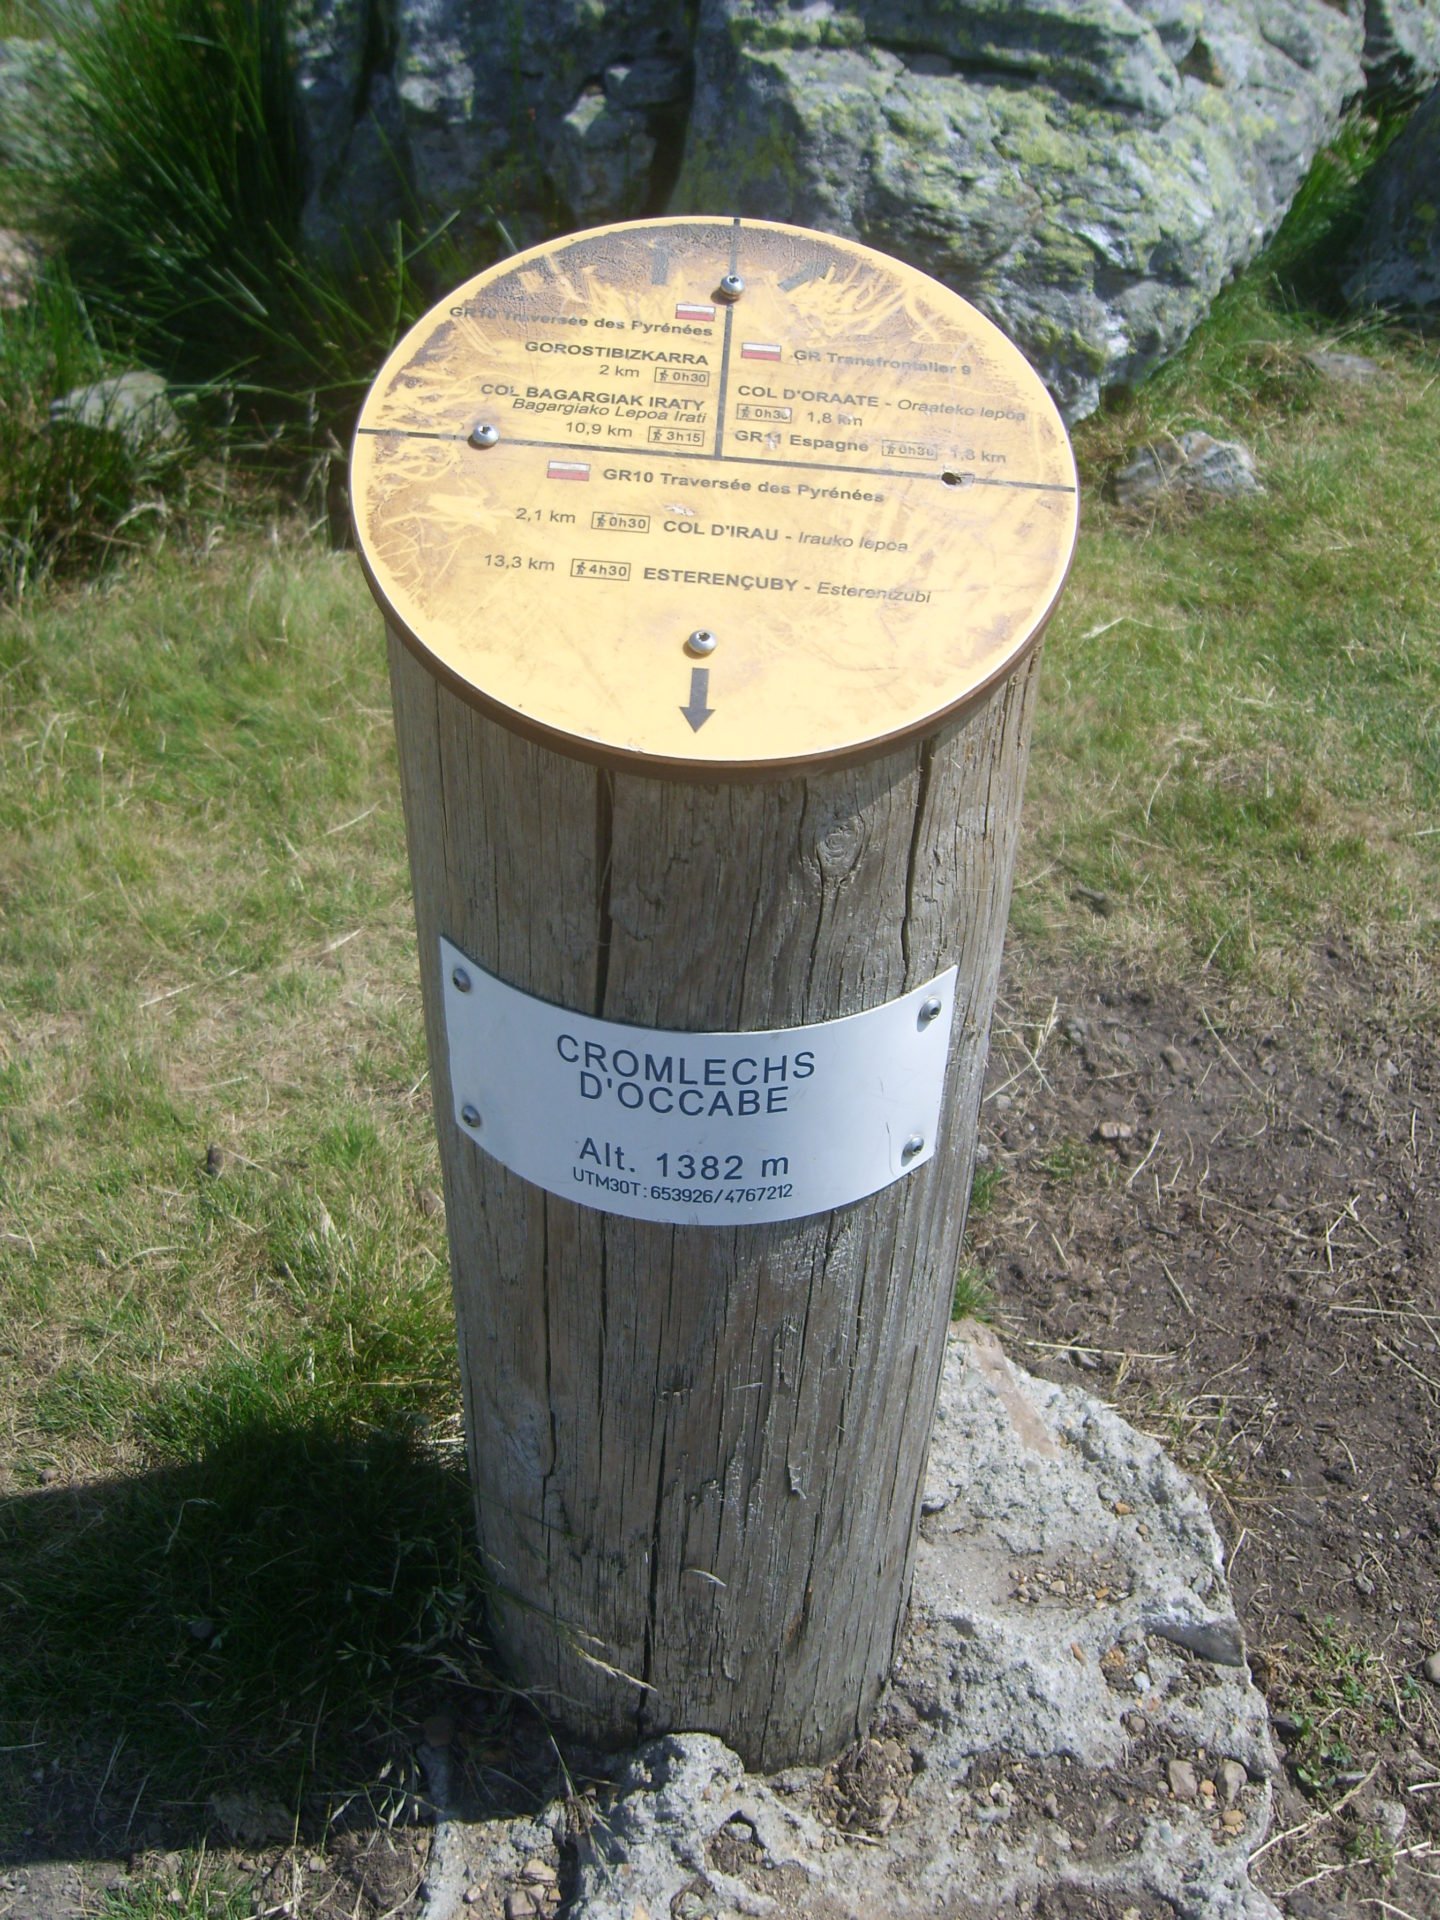 GR10 Traversée des Pyrénées
GOROSTIBIZKARRA
2 km 0h30
COL BAGARGIAK IRATY
Bagargiako Lepoa Irati
10,9 km 3h15
GR Transfrontalier 9
COL D'ORAATE - Oraateko lepoa
0h30 1,8 km
GR11 Espagne 0h30 1,8 km
GR10 Traversée des Pyrénées
2,1 km 0h30 COL D'IRAU - Irauko lepoa
13,3 km 4h30 ESTERENÇUBY - Esterentzubi
CROMLECHS
D'OCCABE
Alt. 1382 m
UTM30T:653926/4767212